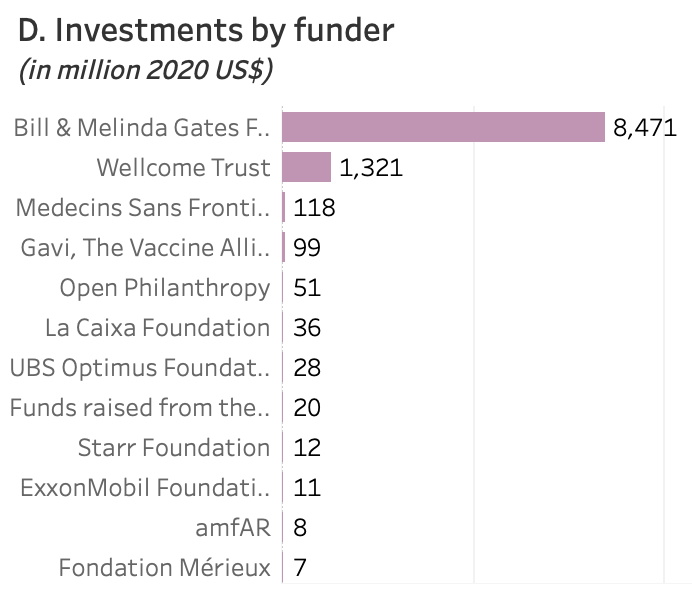 D. Investments by funder
(in million 2020 US$)
Bill & Melinda Gates F.. 8,471
Wellcome Trust 1,321
Medecins Sans Fronti.. 118
Gavi, The Vaccine Alli.. 99
Open Philanthropy 51
La Caixa Foundation 36
UBS Optimus Foundat.. 28
Funds raised from the.. 20
Starr Foundation 12
ExxonMobil Foundati.. 11
amfAR 8
Fondation Mérieux 7